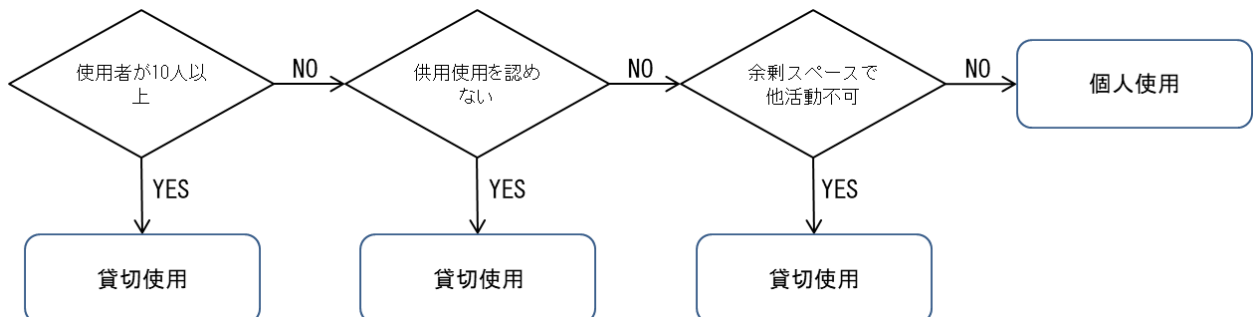 使用者が10人以
上
NO
供用使用を認め
ない
NO
余剰スペースで
他活動不可
NO
個人使用
YES
YES
YES
貸切使用
貸切使用
貸切使用